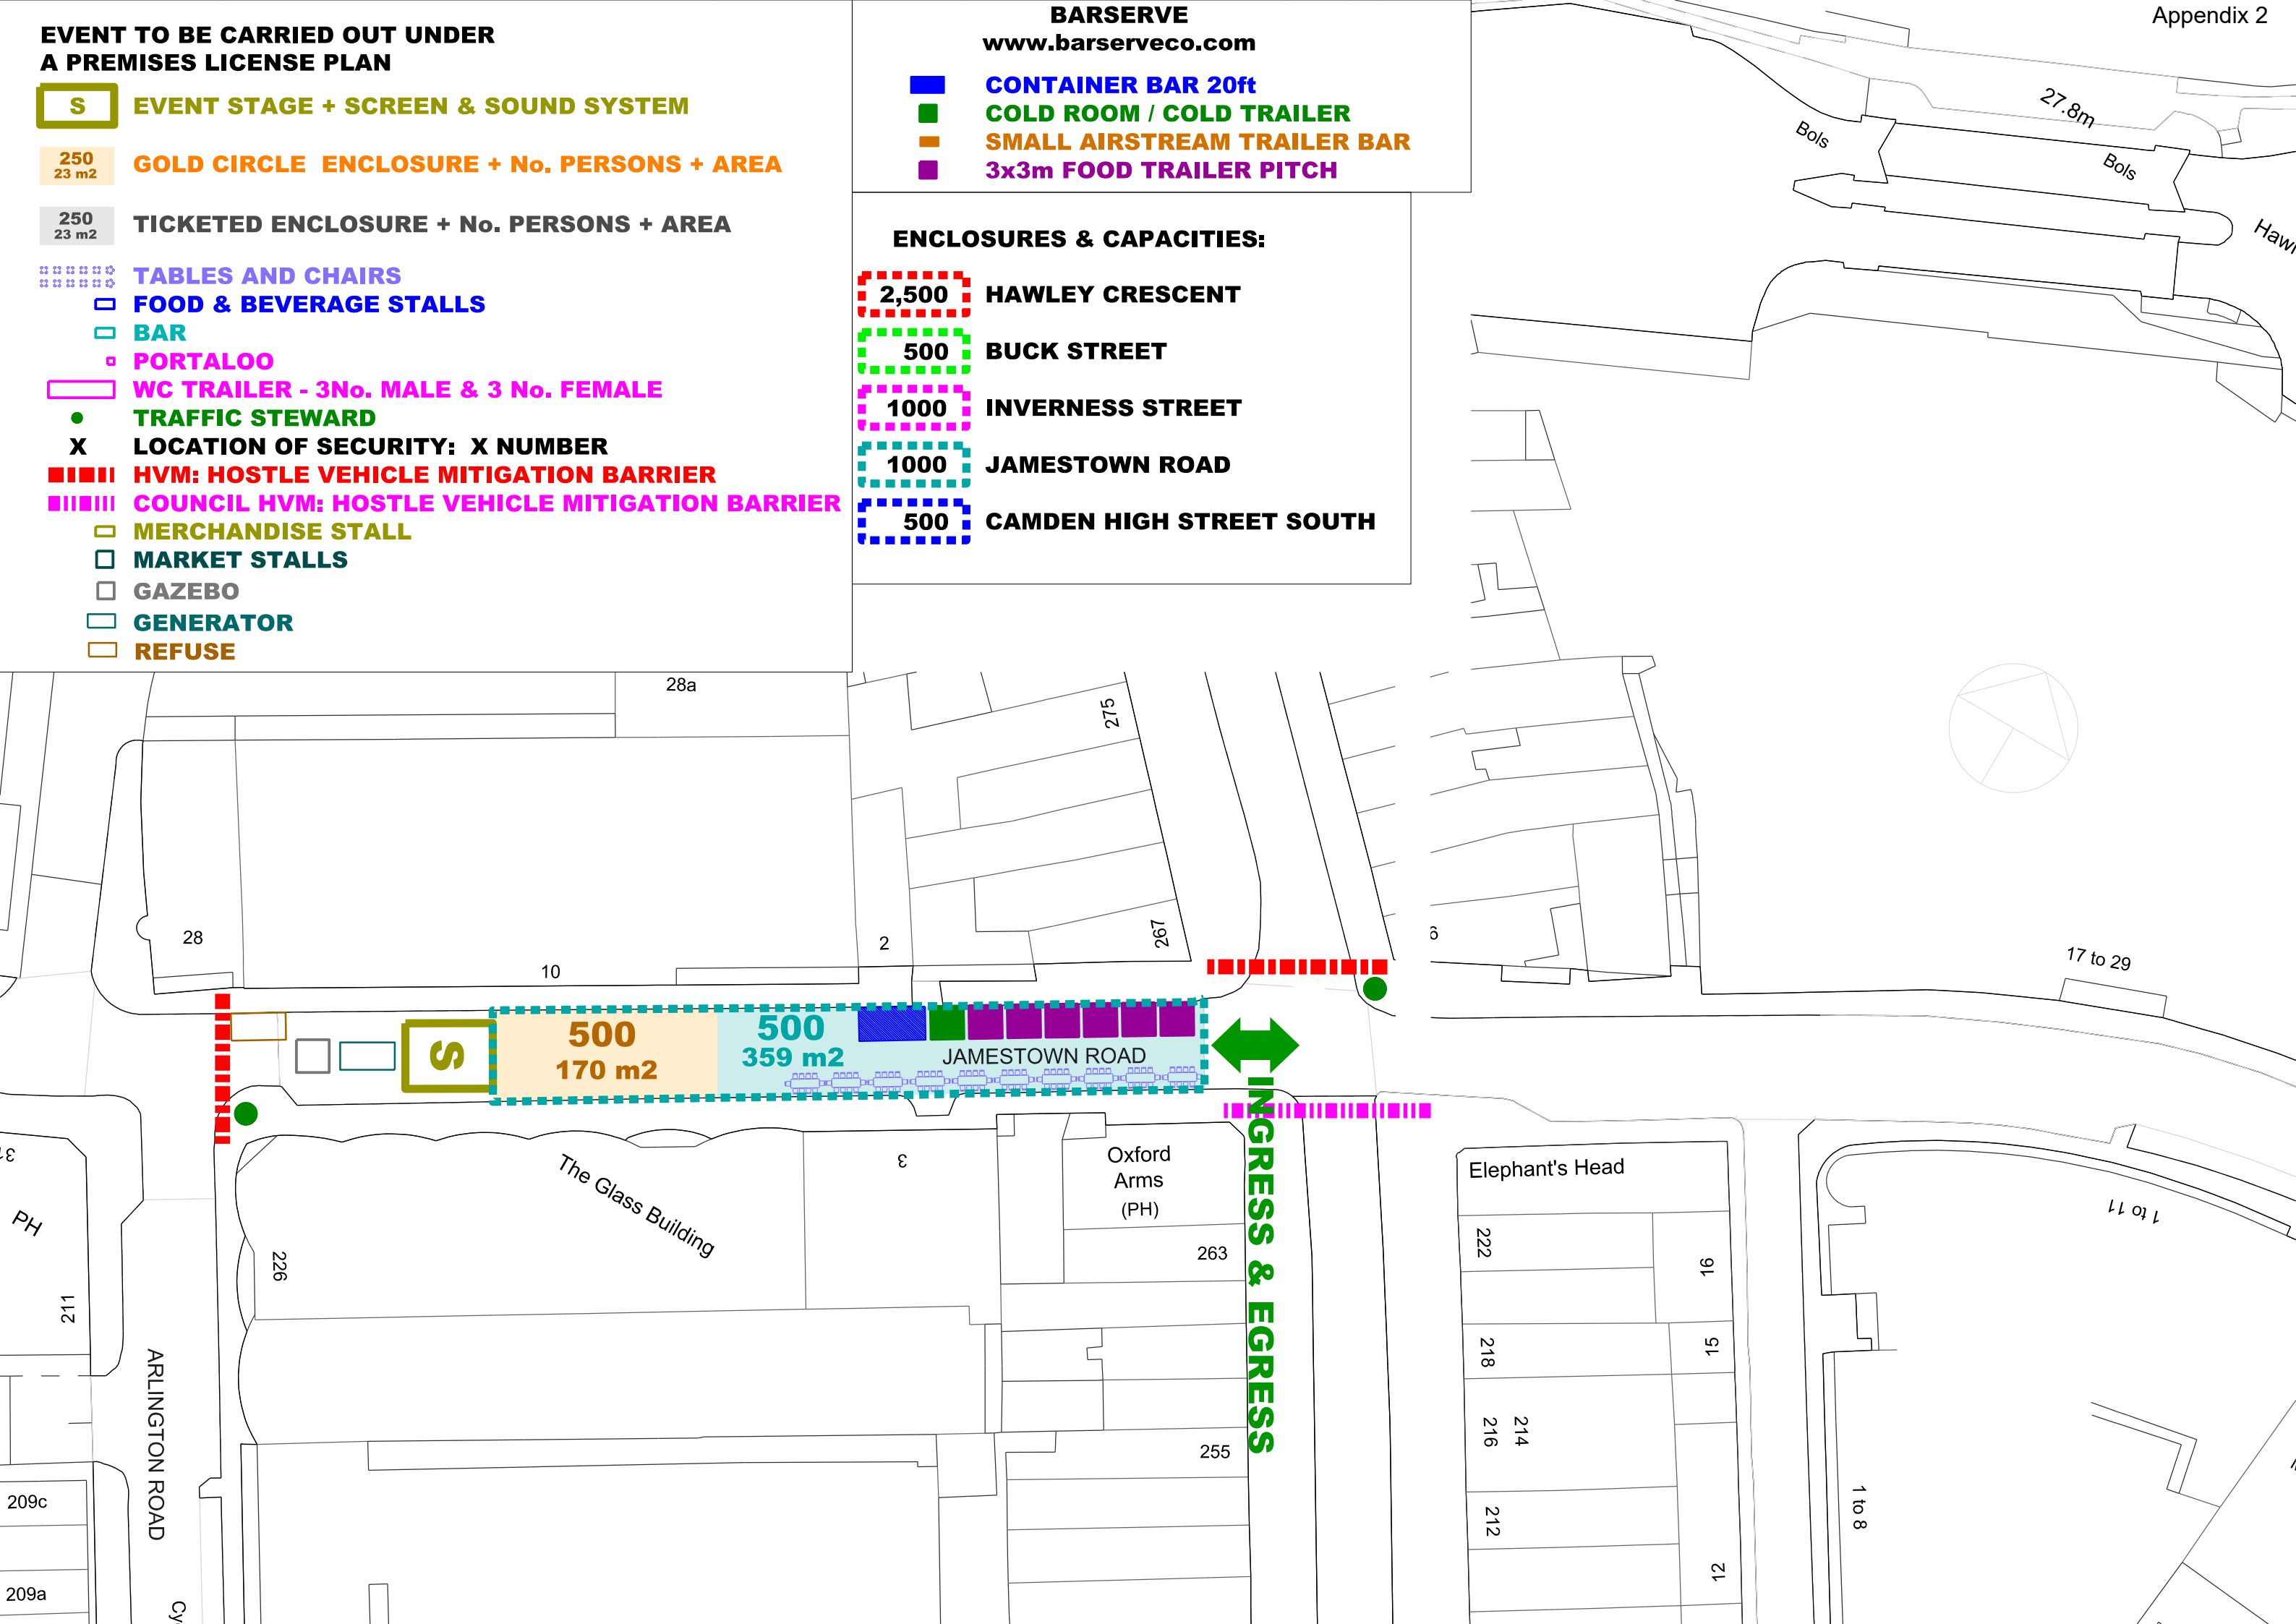 Appendix 2
EVENT TO BE CARRIED OUT UNDER
A PREMISES LICENSE PLAN
S EVENT STAGE + SCREEN & SOUND SYSTEM
250
23 m2
GOLD CIRCLE ENCLOSURE + No. PERSONS + AREA
250
23 m2
TICKETED ENCLOSURE + No. PERSONS + AREA
TABLES AND CHAIRS
FOOD & BEVERAGE STALLS
BAR
PORTALOO
WC TRAILER - 3No. MALE & 3 No. FEMALE
TRAFFIC STEWARD
X LOCATION OF SECURITY: X NUMBER
HVM: HOSTLE VEHICLE MITIGATION BARRIER
COUNCIL HVM: HOSTLE VEHICLE MITIGATION BARRIER
MERCHANDISE STALL
MARKET STALLS
GAZEBO
GENERATOR
REFUSE
BARSERVE
www.barserveco.com
CONTAINER BAR 20ft
COLD ROOM / COLD TRAILER
SMALL AIRSTREAM TRAILER BAR
3x3m FOOD TRAILER PITCH
ENCLOSURES & CAPACITIES:
2,500 HAWLEY CRESCENT
500 BUCK STREET
1000 INVERNESS STREET
1000 JAMESTOWN ROAD
500 CAMDEN HIGH STREET SOUTH
27.8m
Bols
Bols
28a
275
28
10
2
267
6
17 to 29
S
500
170 m2
500
359 m2
JAMESTOWN ROAD
INGRESS & EGRESS
The Glass Building
3
Oxford
Arms
(PH)
263
255
Elephant's Head
222
218
216
214
212
16
15
12
1 to 11
1 to 8
31
PH
211
226
ARLINGTON ROAD
209c
209a